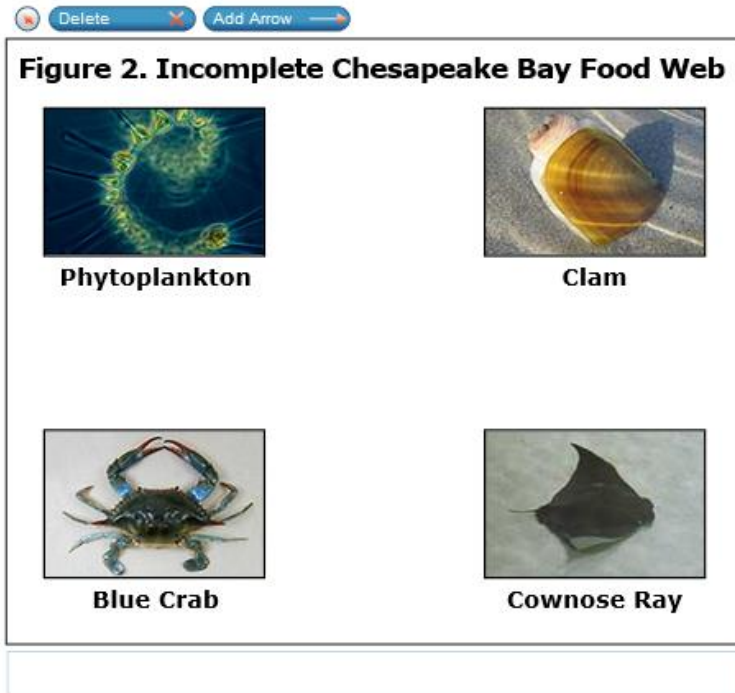 Delete
Add Arrow
Figure 2. Incomplete Chesapeake Bay Food Web
Phytoplankton
Clam
Blue Crab
Cownose Ray